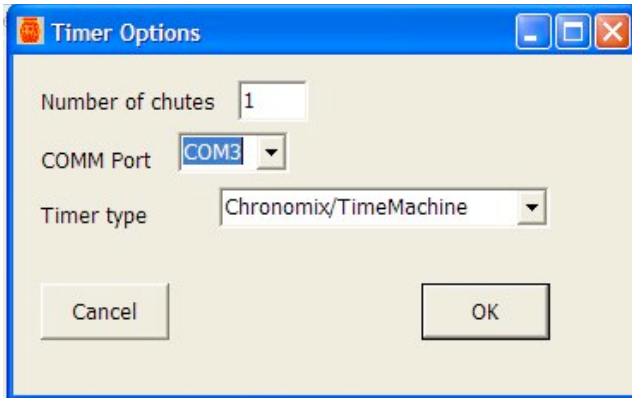 Timer Options
Number of chutes 1
COMM Port COM3
Timer type Chronomix/TimeMachine
Cancel OK